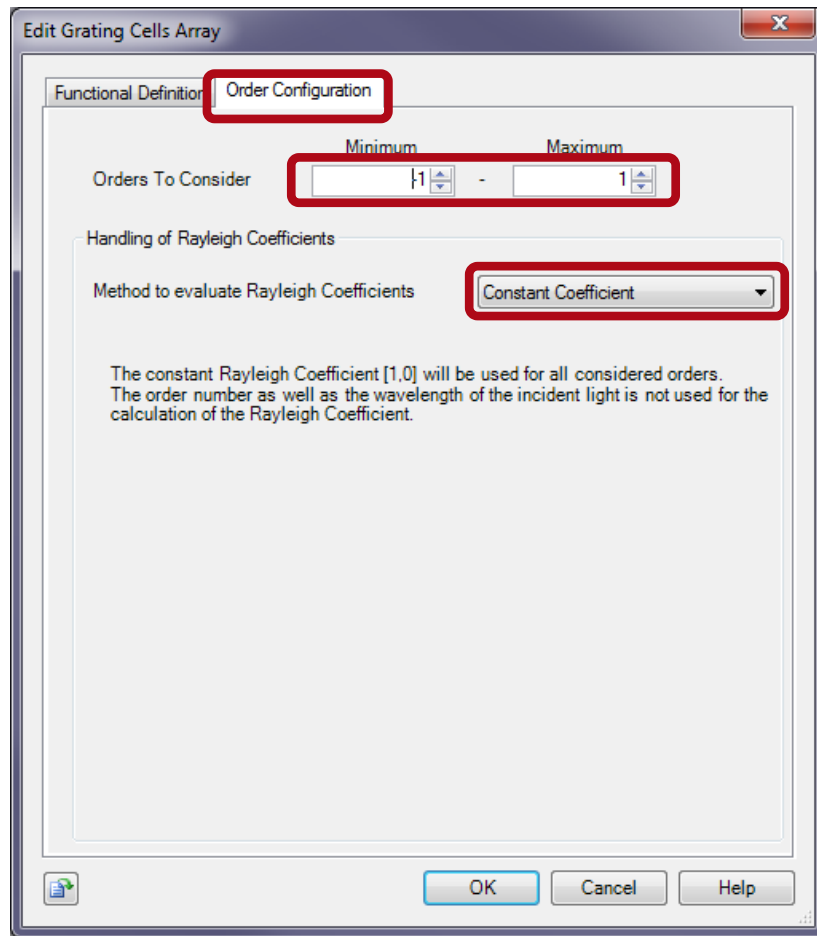 Edit Grating Cells Array
Functional Definition Order Configuration
Minimum Maximum
Orders To Consider -1 - 1
Handling of Rayleigh Coefficients
Method to evaluate Rayleigh Coefficients Constant Coefficient
The constant Rayleigh Coefficient [1,0] will be used for all considered orders.
The order number as well as the wavelength of the incident light is not used for the
calculation of the Rayleigh Coefficient.
OK Cancel Help